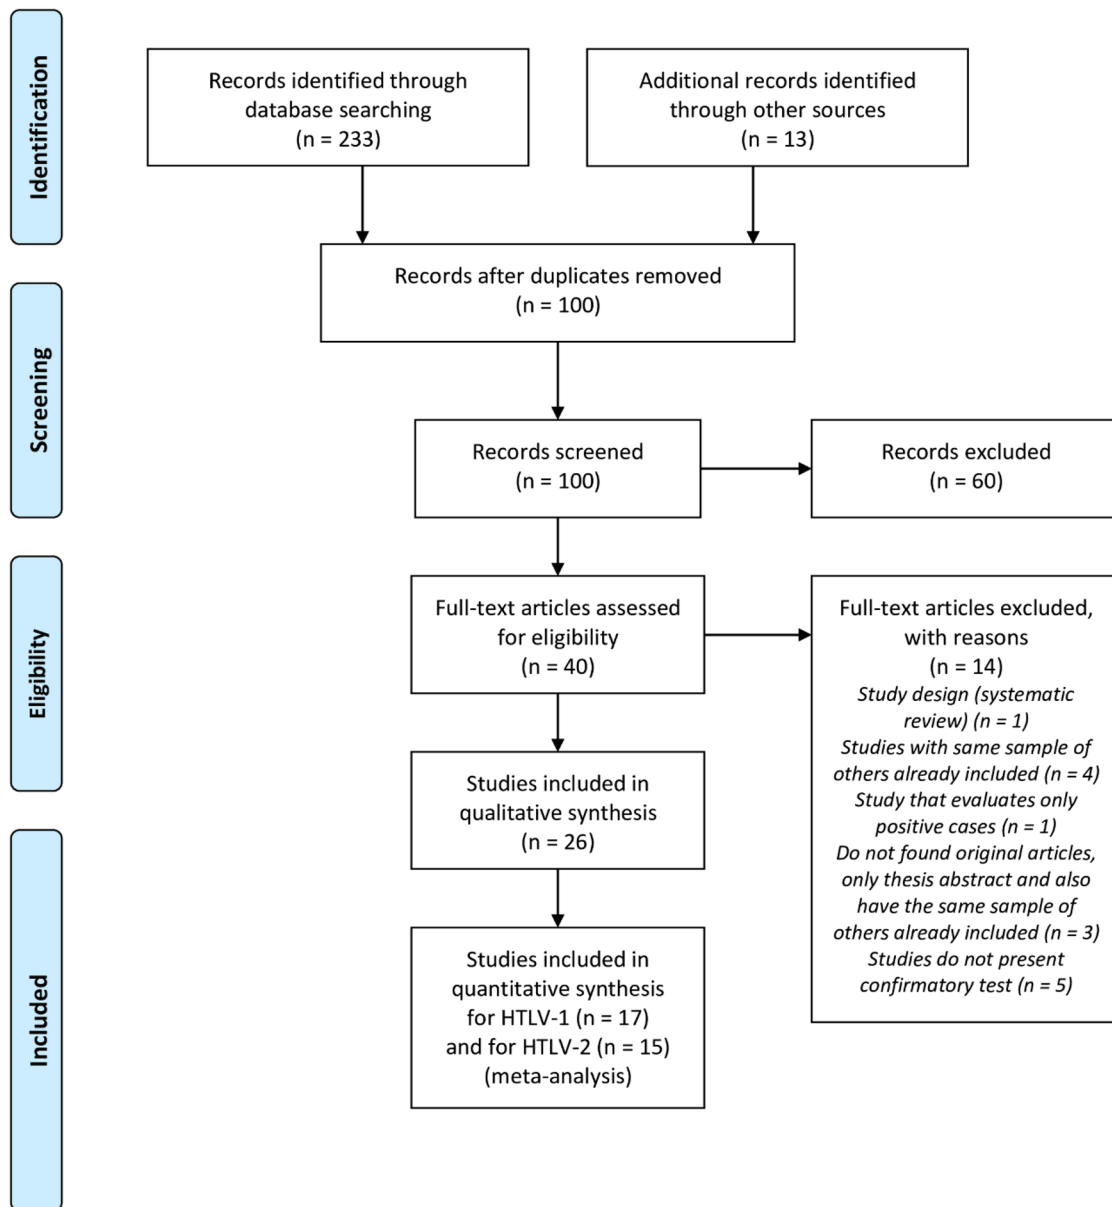 Identification
Records identified through
database searching
(n = 233)
Additional records identified
through other sources
(n = 13)
Records after duplicates removed
(n = 100)
Screening
Records screened
(n = 100)
Records excluded
(n = 60)
Eligibility
Full-text articles assessed
for eligibility
(n = 40)
Full-text articles excluded,
with reasons
(n = 14)
Study design (systematic
review) (n = 1)
Studies with same sample of
others already included (n = 4)
Study that evaluates only
positive cases (n = 1)
Do not found original articles,
only thesis abstract and also
have the same sample of
others already included (n = 3)
Studies do not present
confirmatory test (n = 5)
Studies included in
qualitative synthesis
(n = 26)
Included
Studies included in
quantitative synthesis
for HTLV-1 (n = 17)
and for HTLV-2 (n = 15)
(meta-analysis)